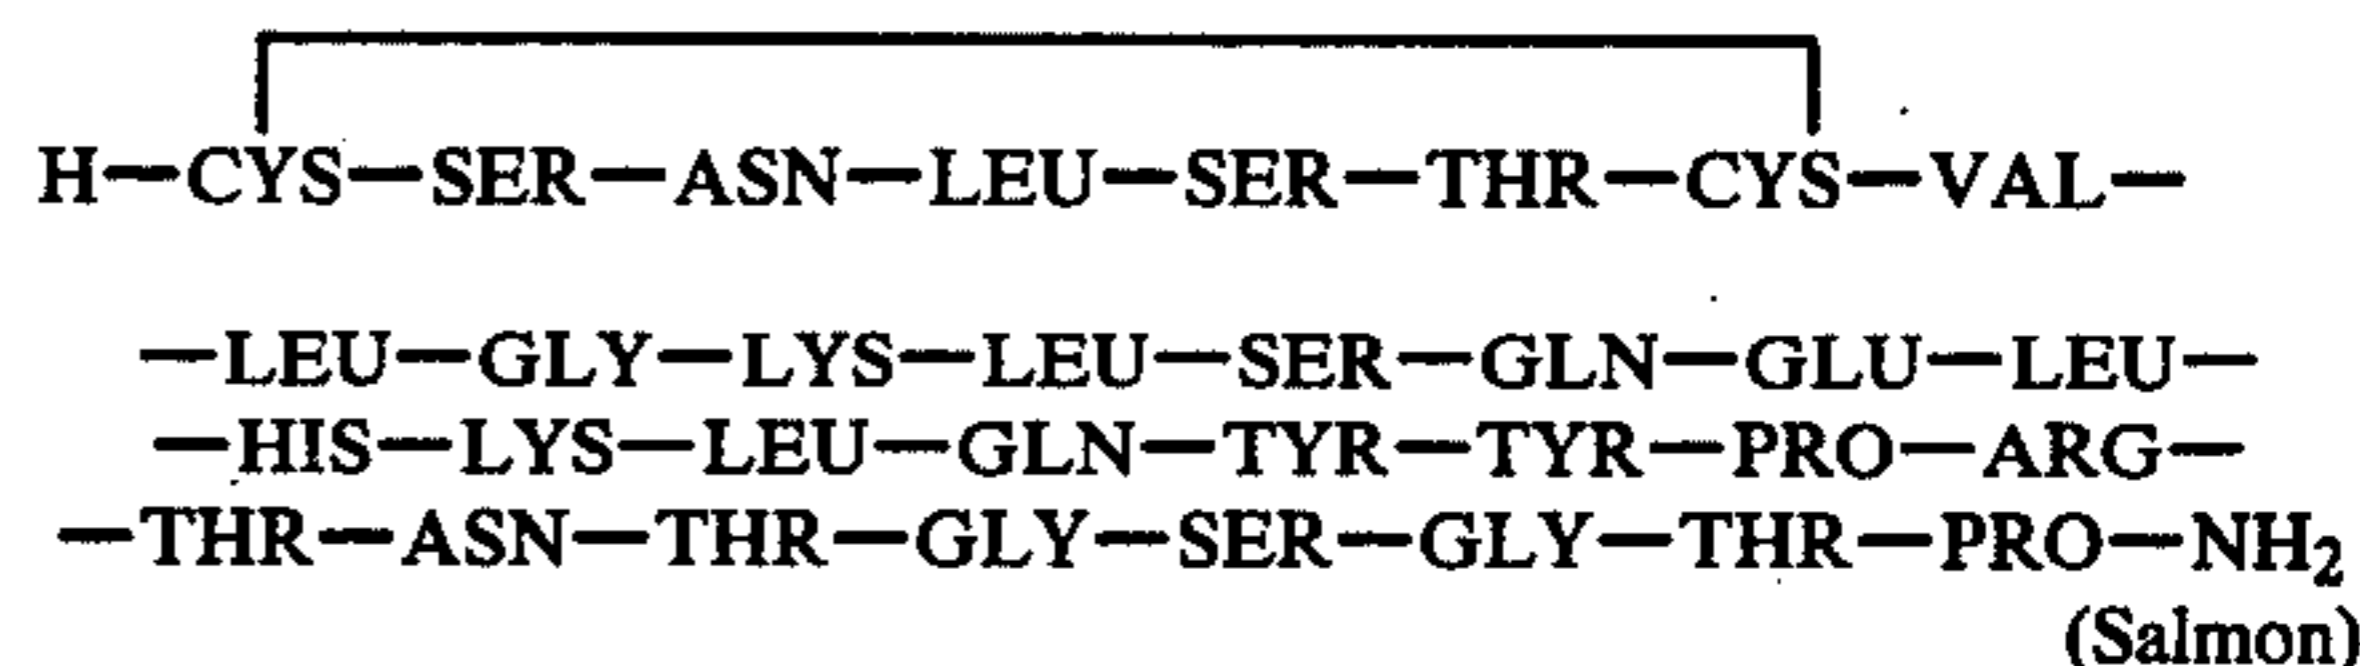 H—CYS—SER—ASN—LEU—SER—THR—CYS—VAL—
—LEU—GLY—LYS—LEU—SER—GLN—GLU—LEU—
—HIS—LYS—LEU—GLN—TYR—TYR—PRO—ARG—
—THR—ASN—THR—GLY—SER—GLY—THR—PRO—NH₂
(Salmon)